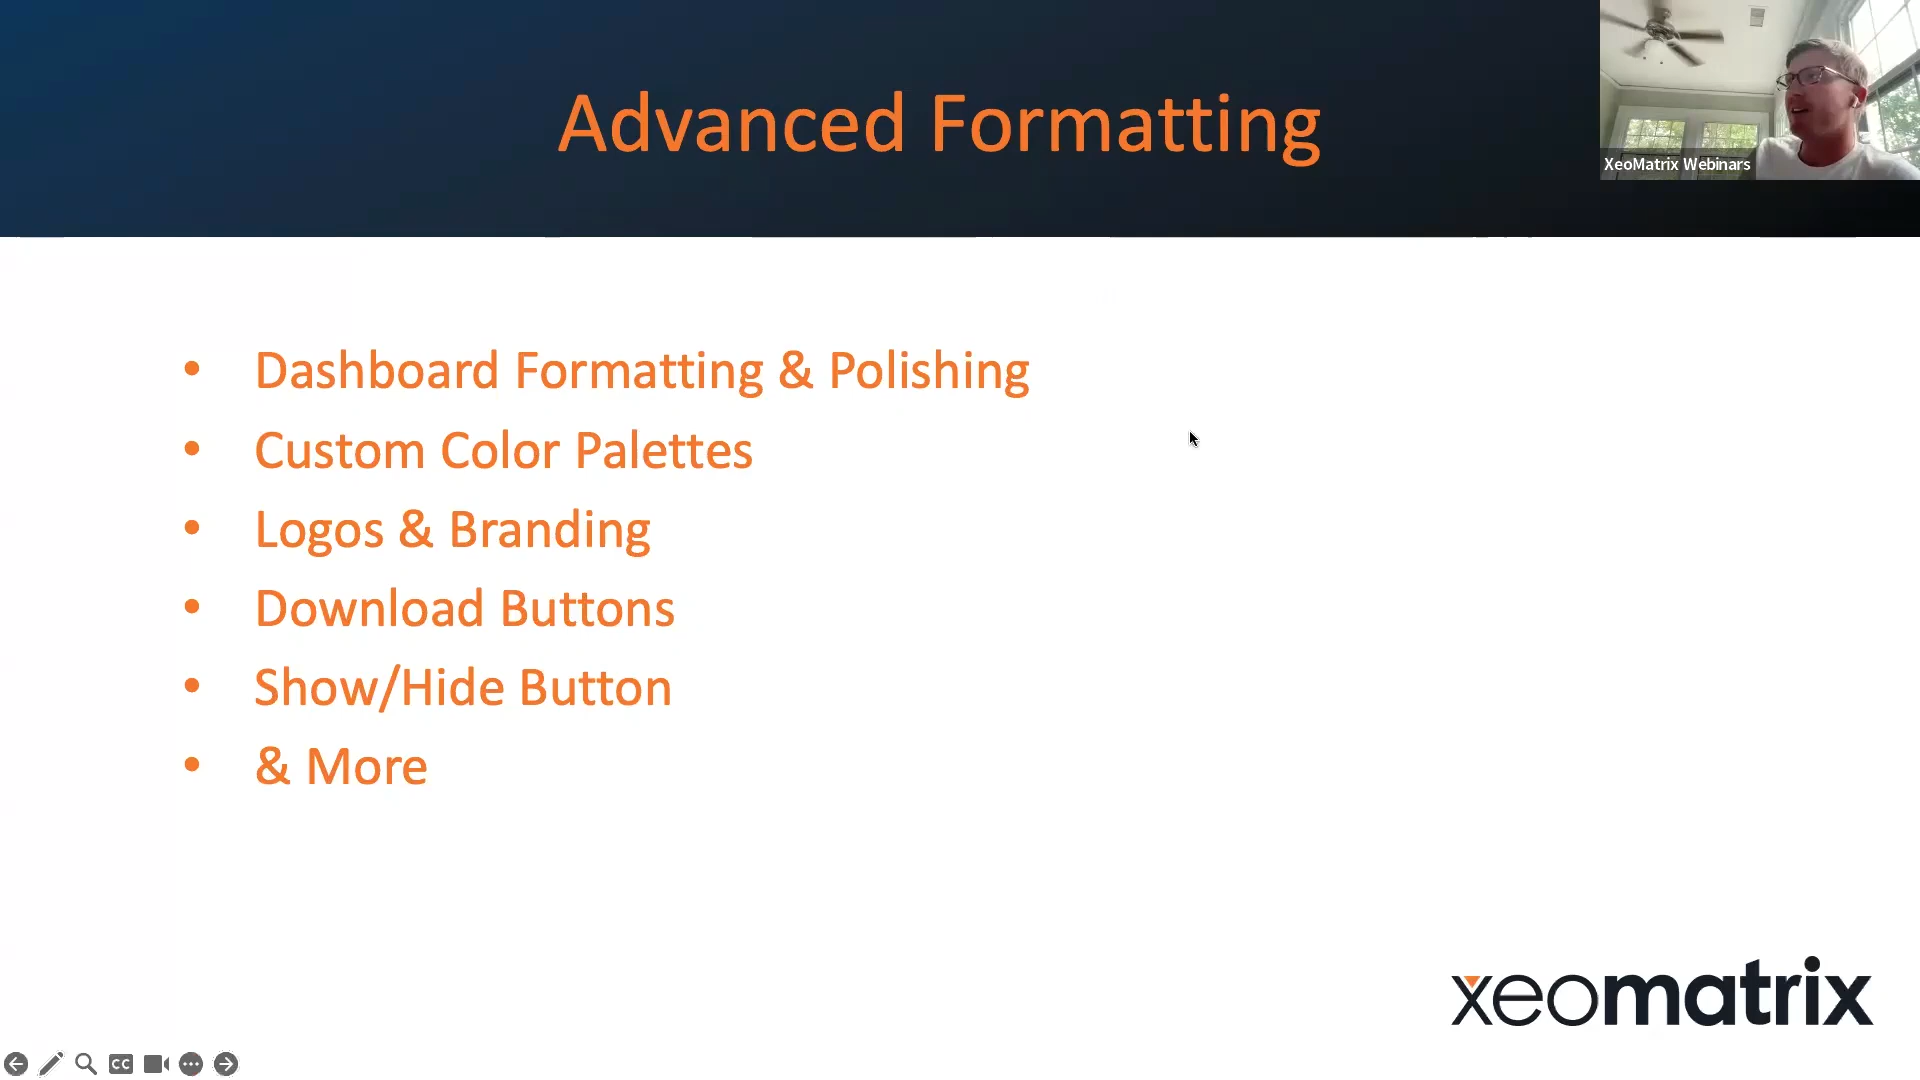 Advanced Formatting
XeoMatrix Webinars
• Dashboard Formatting & Polishing
• Custom Color Palettes
• Logos & Branding
• Download Buttons
• Show/Hide Button
• & More
xeomatrix
CC